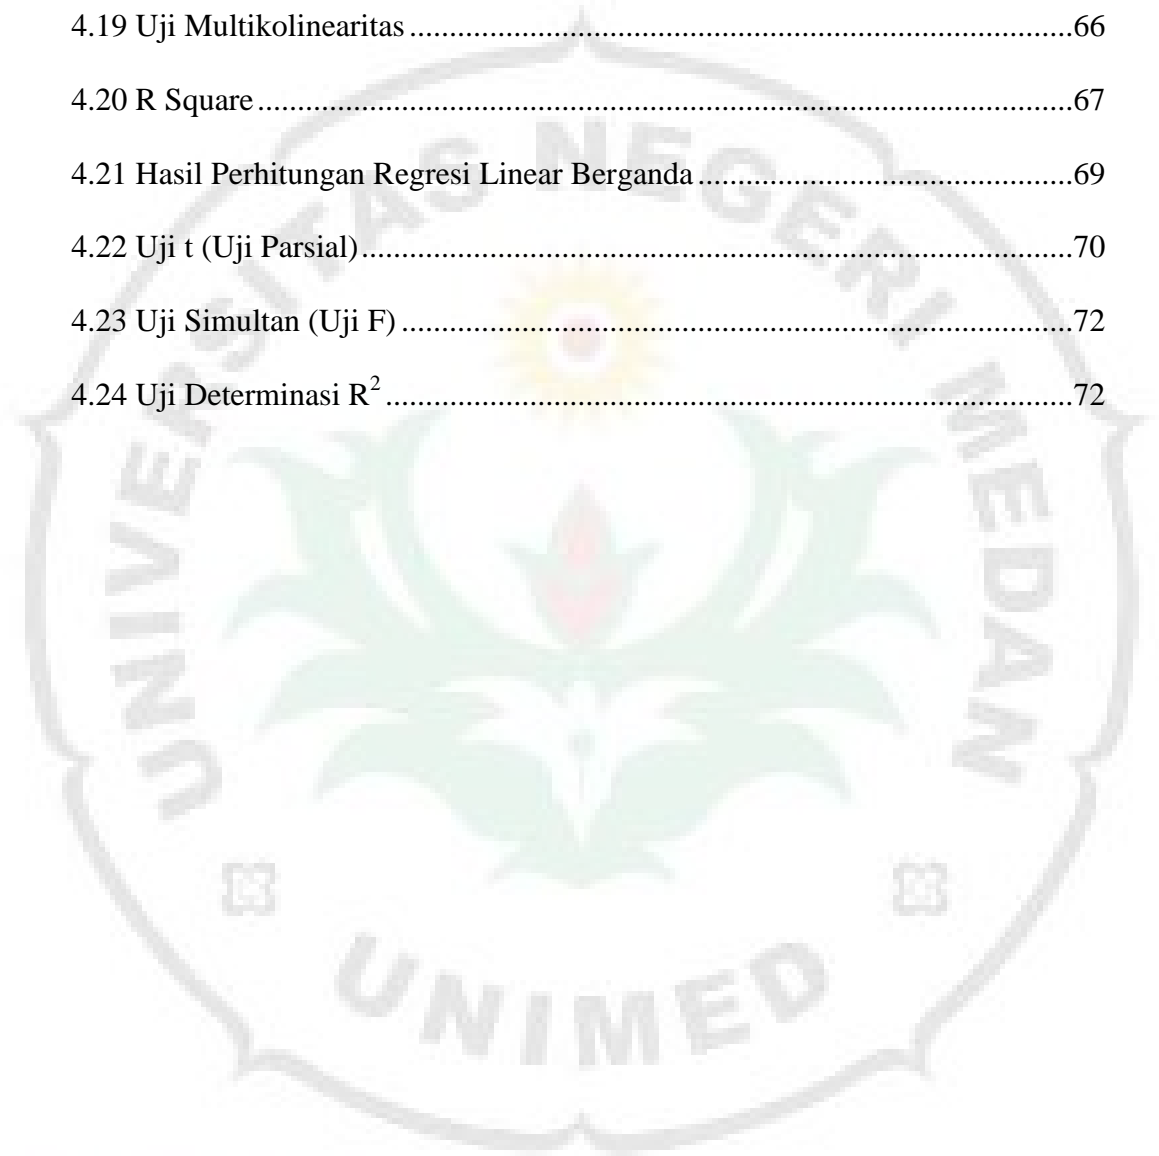 4.19 Uji Multikolinearitas ..................................................................................66
4.20 R Square .....................................................................................................67
4.21 Hasil Perhitungan Regresi Linear Berganda ..............................................69
4.22 Uji t (Uji Parsial) ........................................................................................70
4.23 Uji Simultan (Uji F) ...................................................................................72
4.24 Uji Determinasi R² .....................................................................................72
UNIVERSITAS NEGERI MEDAN
UNIMED